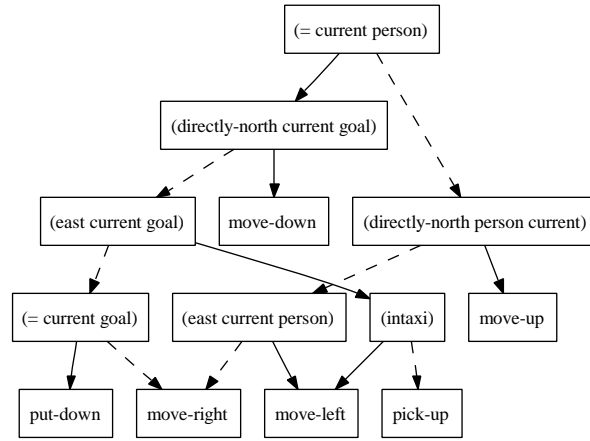 (= current person)
(directly-north current goal)
(east current goal)
move-down
(directly-north person current)
(= current goal)
(east current person)
(intaxi)
move-up
put-down
move-right
move-left
pick-up